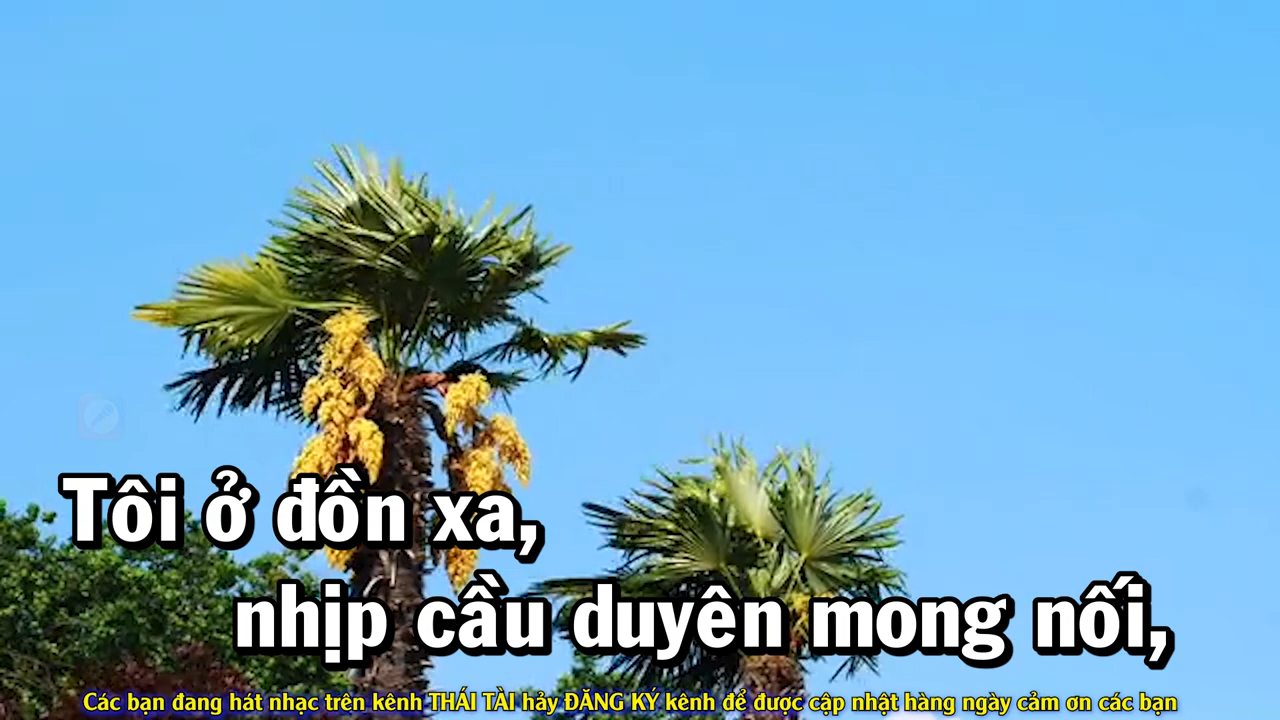 Tôi ở đồn xa,
nhịp cầu duyên mong nối,
Các bạn đang hát nhạc trên kênh THÁI TÀI hảy ĐĂNG KÝ kênh để được cập nhật hàng ngày cảm ơn các bạn